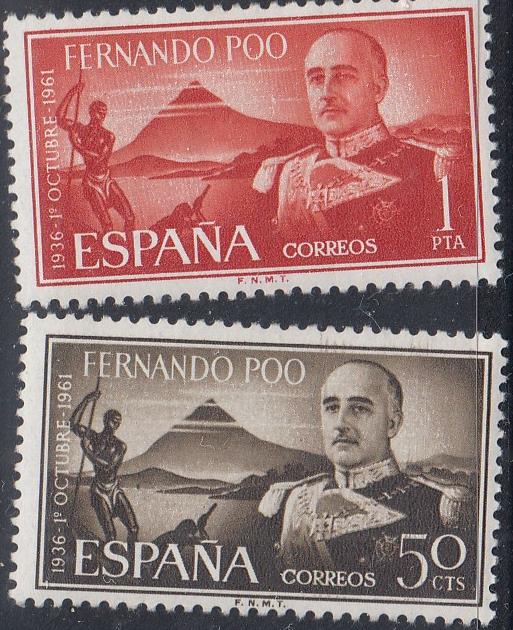 FERNANDO POO
1936-1º OCTUBRE-1961
ESPAÑA CORREOS
1
PTA
F.N.M.T.
FERNANDO POO
1936-1º OCTUBRE-1961
ESPAÑA CORREOS
50
CTS
F.N.M.T.